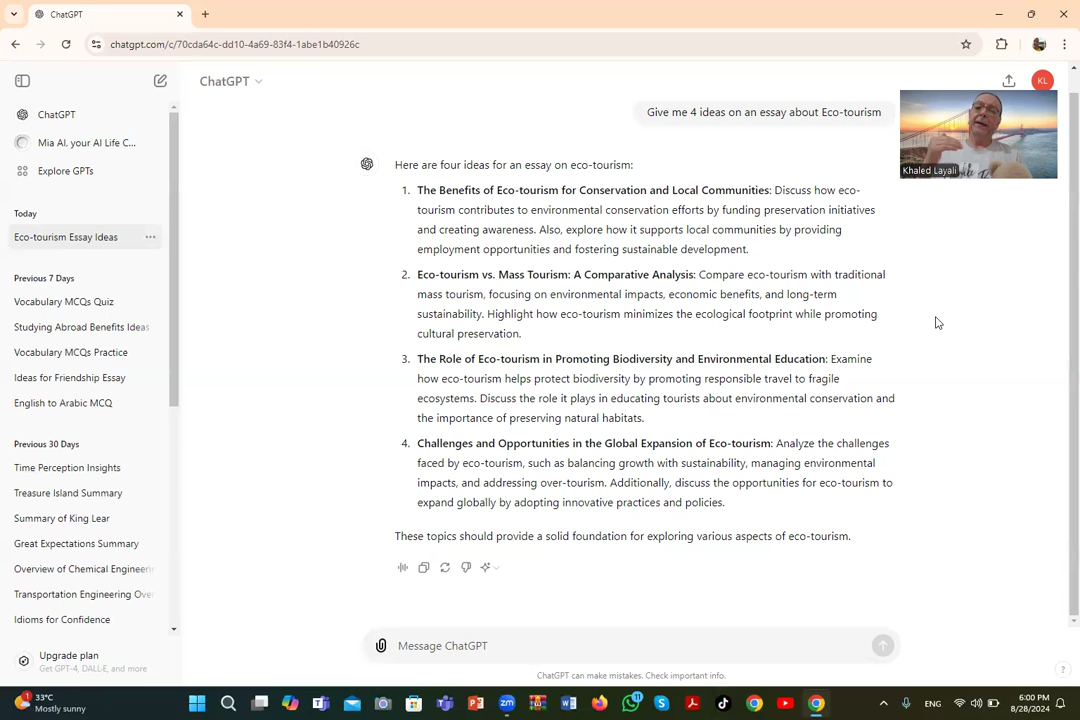 ChatGPT
chatgpt.com/c/70cda64c-dd10-4a69-83f4-1abe1b40926c
ChatGPT
KL
ChatGPT
Mia AI, your AI Life C...
Explore GPTs
Today
Eco-tourism Essay Ideas
Previous 7 Days
Vocabulary MCQs Quiz
Studying Abroad Benefits Ideas
Vocabulary MCQs Practice
Ideas for Friendship Essay
English to Arabic MCQ
Previous 30 Days
Time Perception Insights
Treasure Island Summary
Summary of King Lear
Great Expectations Summary
Overview of Chemical Engineerin
Transportation Engineering Ove
Idioms for Confidence
Upgrade plan
Get GPT-4, DALL·E, and more
Give me 4 ideas on an essay about Eco-tourism
Khaled Layali
Here are four ideas for an essay on eco-tourism:
1. The Benefits of Eco-tourism for Conservation and Local Communities: Discuss how eco-
tourism contributes to environmental conservation efforts by funding preservation initiatives
and creating awareness. Also, explore how it supports local communities by providing
employment opportunities and fostering sustainable development.
2. Eco-tourism vs. Mass Tourism: A Comparative Analysis: Compare eco-tourism with traditional
mass tourism, focusing on environmental impacts, economic benefits, and long-term
sustainability. Highlight how eco-tourism minimizes the ecological footprint while promoting
cultural preservation.
3. The Role of Eco-tourism in Promoting Biodiversity and Environmental Education: Examine
how eco-tourism helps protect biodiversity by promoting responsible travel to fragile
ecosystems. Discuss the role it plays in educating tourists about environmental conservation and
the importance of preserving natural habitats.
4. Challenges and Opportunities in the Global Expansion of Eco-tourism: Analyze the challenges
faced by eco-tourism, such as balancing growth with sustainability, managing environmental
impacts, and addressing over-tourism. Additionally, discuss the opportunities for eco-tourism to
expand globally by adopting innovative practices and policies.
These topics should provide a solid foundation for exploring various aspects of eco-tourism.
Message ChatGPT
ChatGPT can make mistakes. Check important info.
?
1
33°C
Mostly sunny
11
ENG
6:00 PM
8/28/2024